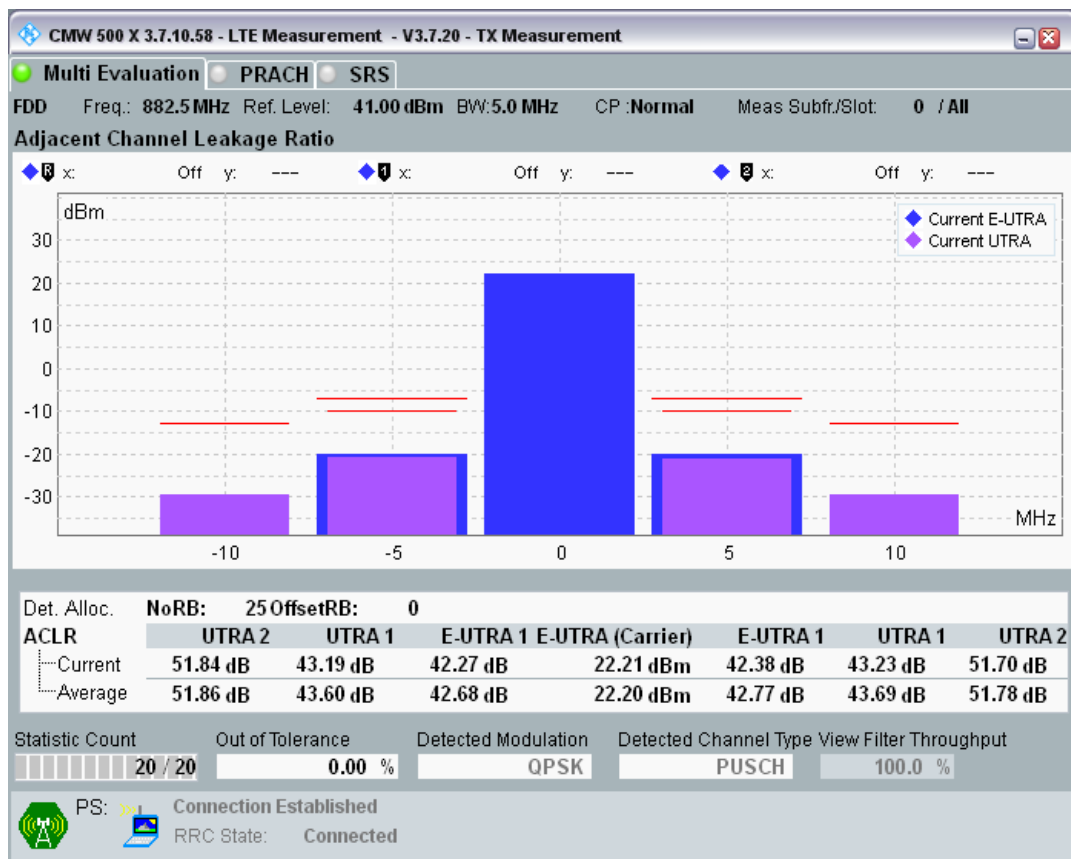 CMW 500 X 3.7.10.58 - LTE Measurement - V3.7.20 - TX Measurement
Multi Evaluation PRACH SRS
FDD Freq.: 882.5 MHz Ref. Level: 41.00 dBm BW:5.0 MHz CP :Normal Meas Subfr./Slot: 0 / All
Adjacent Channel Leakage Ratio
R x: Off y: --- 1 x: Off y: --- 2 x: Off y: ---
dBm
Current E-UTRA
Current UTRA
30
20
10
0
-10
-20
-30
MHz
-10 -5 0 5 10
Det. Alloc. NoRB: 25 OffsetRB: 0
ACLR UTRA 2 UTRA 1 E-UTRA 1 E-UTRA (Carrier) E-UTRA 1 UTRA 1 UTRA 2
Current 51.84 dB 43.19 dB 42.27 dB 22.21 dBm 42.38 dB 43.23 dB 51.70 dB
Average 51.86 dB 43.60 dB 42.68 dB 22.20 dBm 42.77 dB 43.69 dB 51.78 dB
Statistic Count Out of Tolerance Detected Modulation Detected Channel Type View Filter Throughput
20 / 20 0.00 % QPSK PUSCH 100.0 %
PS: Connection Established
RRC State: Connected